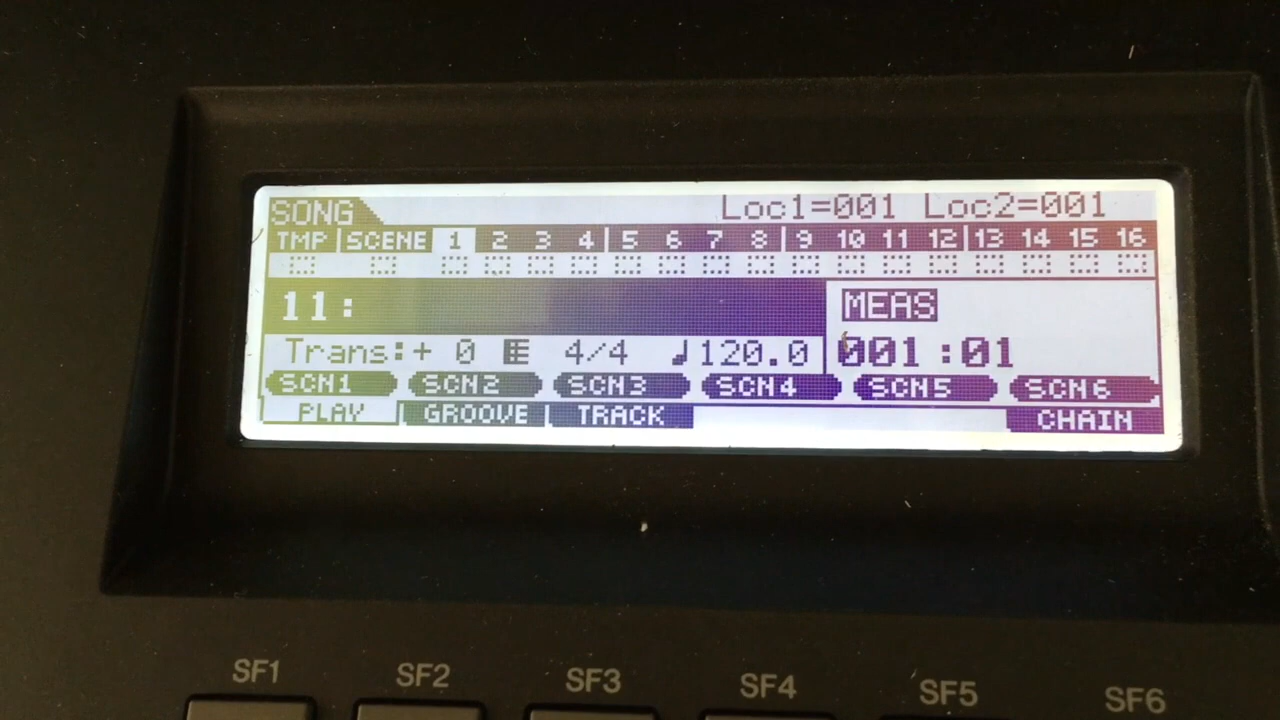 SONG Loc1=001 Loc2=001
TMP SCENE 1 2 3 4 5 6 7 8 9 10 11 12 13 14 15 16
11: MEAS
Trans:+ 0 4/4 ♩120.0 001:01
SCN1 SCN2 SCN3 SCN4 SCN5 SCN6
PLAY GROOVE TRACK CHAIN
SF1 SF2 SF3 SF4 SF5 SF6